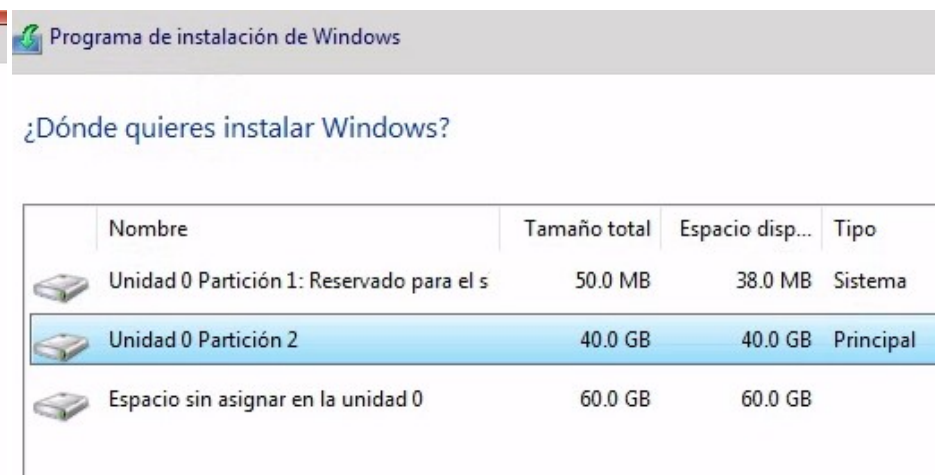 Programa de instalación de Windows
¿Dónde quieres instalar Windows?
Nombre Tamaño total Espacio disp... Tipo
Unidad 0 Partición 1: Reservado para el s 50.0 MB 38.0 MB Sistema
Unidad 0 Partición 2 40.0 GB 40.0 GB Principal
Espacio sin asignar en la unidad 0 60.0 GB 60.0 GB